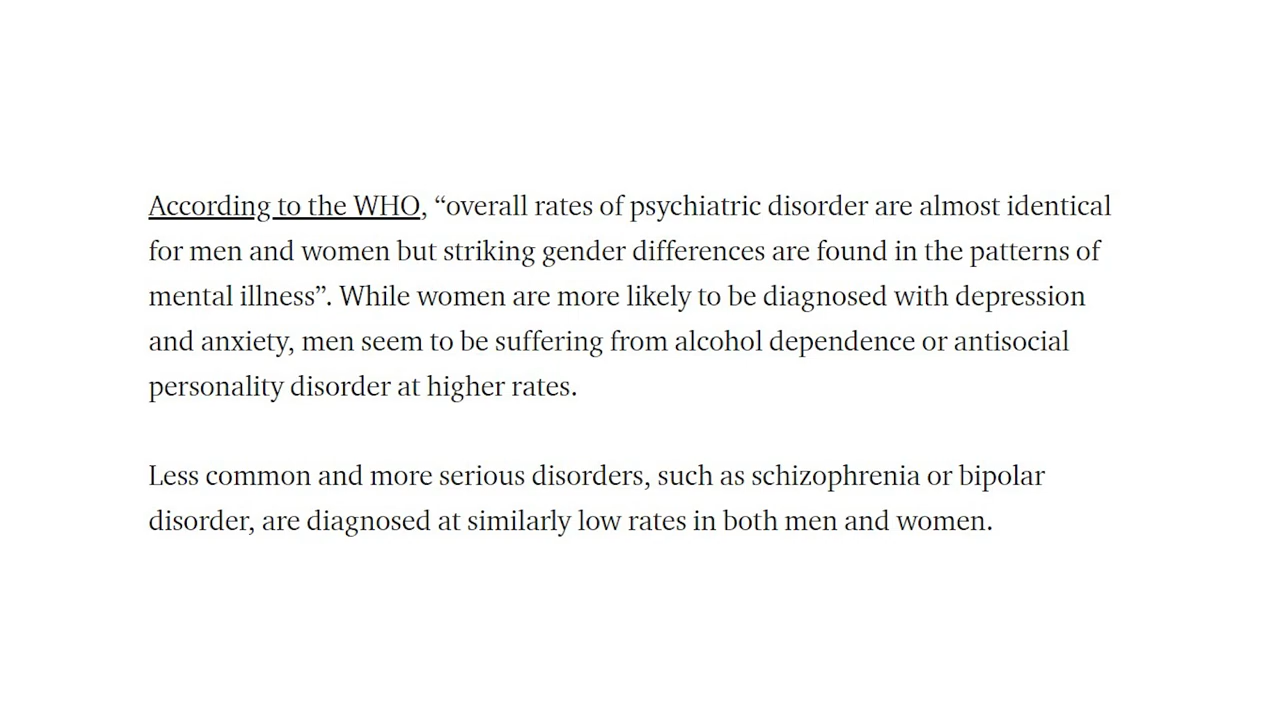 According to the WHO, “overall rates of psychiatric disorder are almost identical
for men and women but striking gender differences are found in the patterns of
mental illness”. While women are more likely to be diagnosed with depression
and anxiety, men seem to be suffering from alcohol dependence or antisocial
personality disorder at higher rates.
Less common and more serious disorders, such as schizophrenia or bipolar
disorder, are diagnosed at similarly low rates in both men and women.